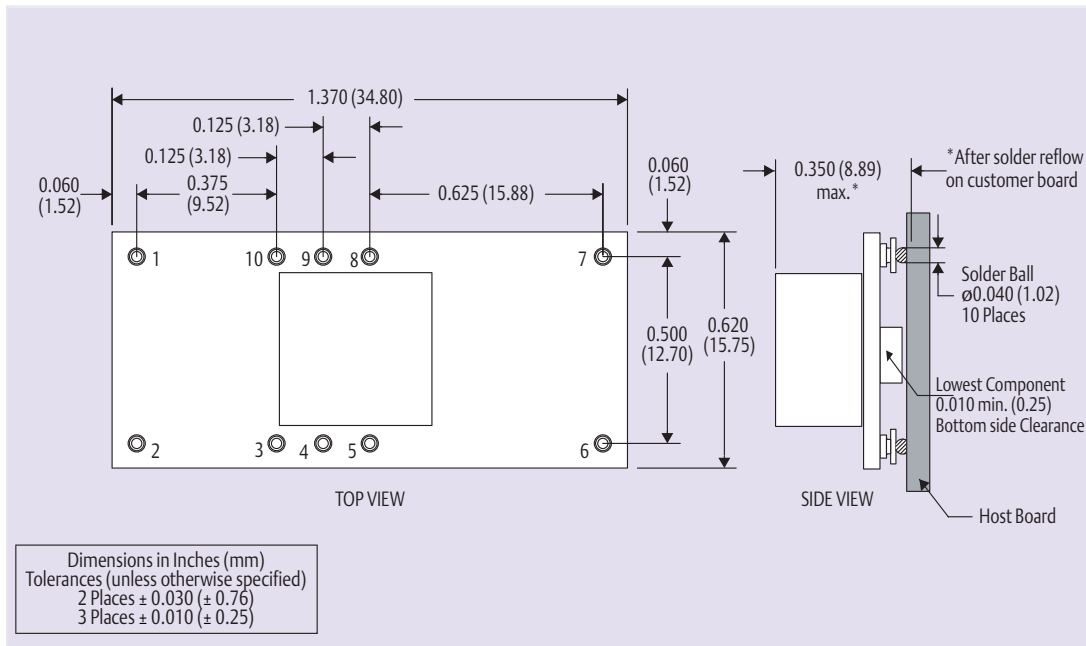 1.370 (34.80)
0.125 (3.18)
0.125 (3.18)
0.060
(1.52)
0.375
(9.52)
0.625 (15.88)
0.060
(1.52)
0.350 (8.89)
max.*
*After solder reflow
on customer board
1
10
9
8
7
Solder Ball
ø0.040 (1.02)
10 Places
0.500
(12.70)
0.620
(15.75)
Lowest Component
0.010 min. (0.25)
Bottom side Clearance
2
3
4
5
6
TOP VIEW
SIDE VIEW
Host Board
Dimensions in Inches (mm)
Tolerances (unless otherwise specified)
2 Places ± 0.030 (± 0.76)
3 Places ± 0.010 (± 0.25)